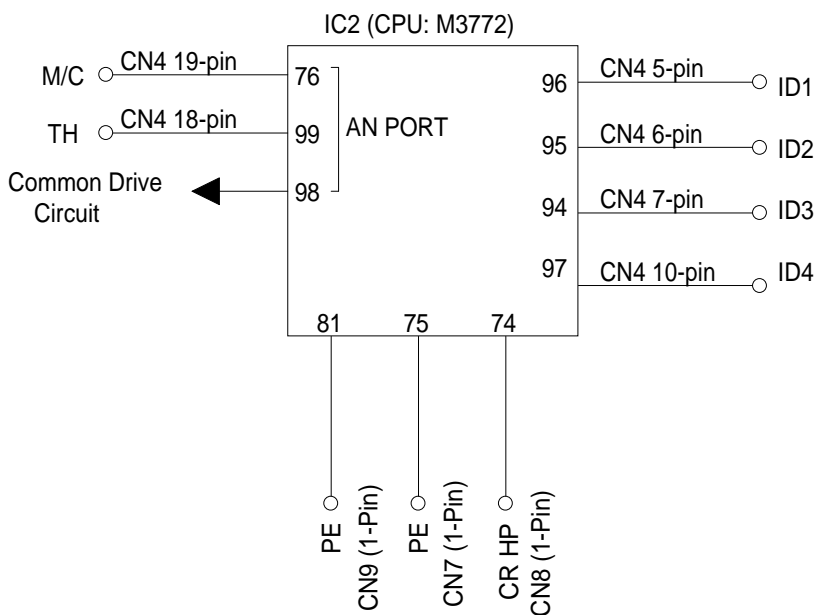 IC2 (CPU: M3772)
M/C
CN4 19-pin
76
TH
CN4 18-pin
99
AN PORT
Common Drive
Circuit
98
96
CN4 5-pin
ID1
95
CN4 6-pin
ID2
94
CN4 7-pin
ID3
97
CN4 10-pin
ID4
81
75
74
PE
CN9 (1-Pin)
PE
CN7 (1-Pin)
CR HP
CN8 (1-Pin)